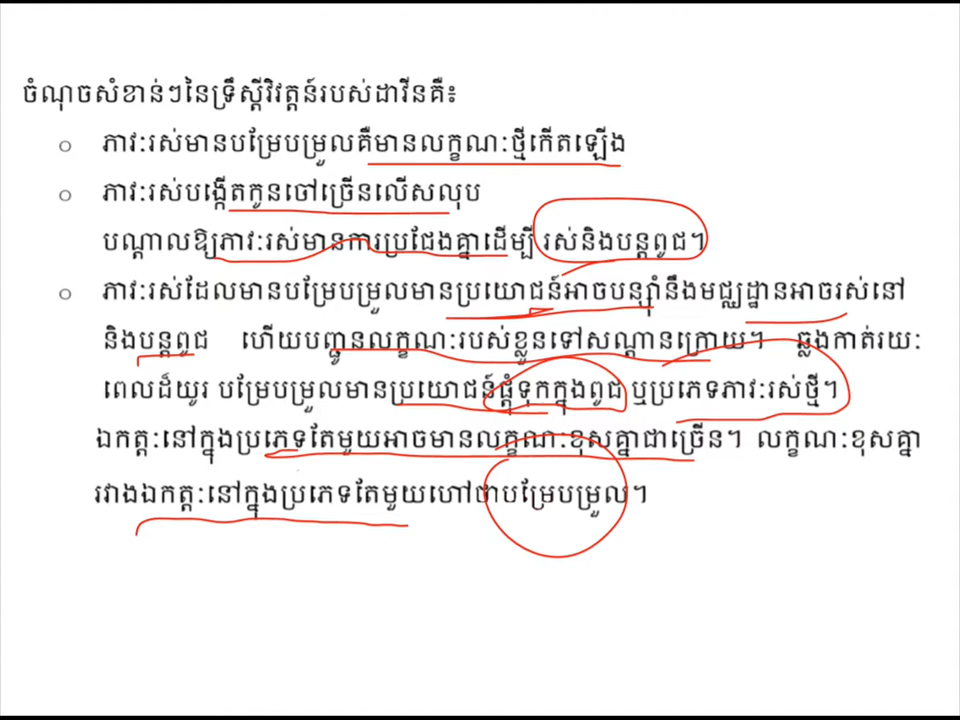 ចំណុចសំខាន់ៗនៃទ្រឹស្តីវិវត្តន៍របស់ដាវីនគឺ៖
o ភាវៈរស់មានបម្រែបម្រួលគឺមានលក្ខណៈថ្មីកើតឡើង
o ភាវៈរស់បង្កើតកូនចៅច្រើនលើសលុប
បណ្តាលឱ្យភាវៈរស់មានការប្រជែងគ្នាដើម្បី រស់និងបន្តពូជ។
o ភាវៈរស់ដែលមានបម្រែបម្រួលមានប្រយោជន៍អាចបន្ស៊ាំនឹងមជ្ឈដ្ឋានអាចរស់នៅ
និងបន្តពូជ ហើយបញ្ជូនលក្ខណៈរបស់ខ្លួនទៅសណ្តានក្រោយ។ ឆ្លងកាត់រយៈ
ពេលដ៏យូរ បម្រែបម្រួលមានប្រយោជន៍ផ្តុំទុកក្នុងពូជ ឬប្រភេទភាវៈរស់ថ្មី។
ឯកត្តៈនៅក្នុងប្រភេទតែមួយអាចមានលក្ខណៈខុសគ្នាជាច្រើន។ លក្ខណៈខុសគ្នា
រវាងឯកត្តៈនៅក្នុងប្រភេទតែមួយហៅថាបម្រែបម្រួល។